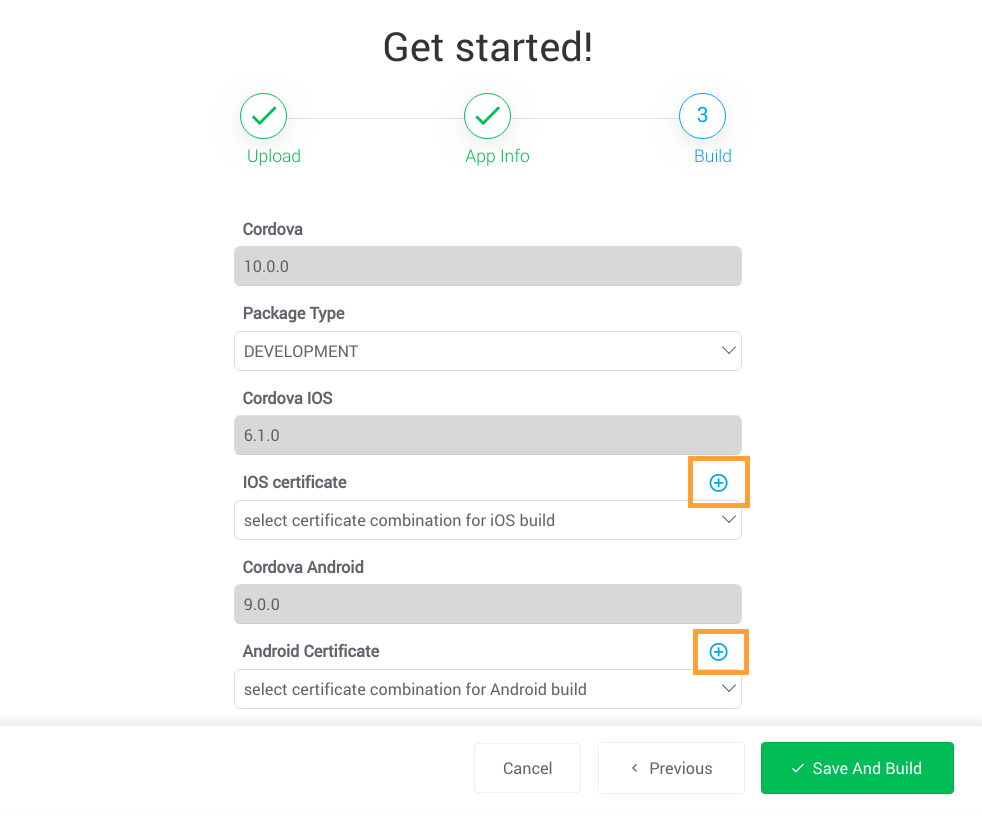 Get started!
3
Upload
App Info
Build
Cordova
10.0.0
Package Type
DEVELOPMENT
Cordova IOS
6.1.0
IOS certificate
select certificate combination for iOS build
Cordova Android
9.0.0
Android Certificate
select certificate combination for Android build
Cancel
Previous
Save And Build